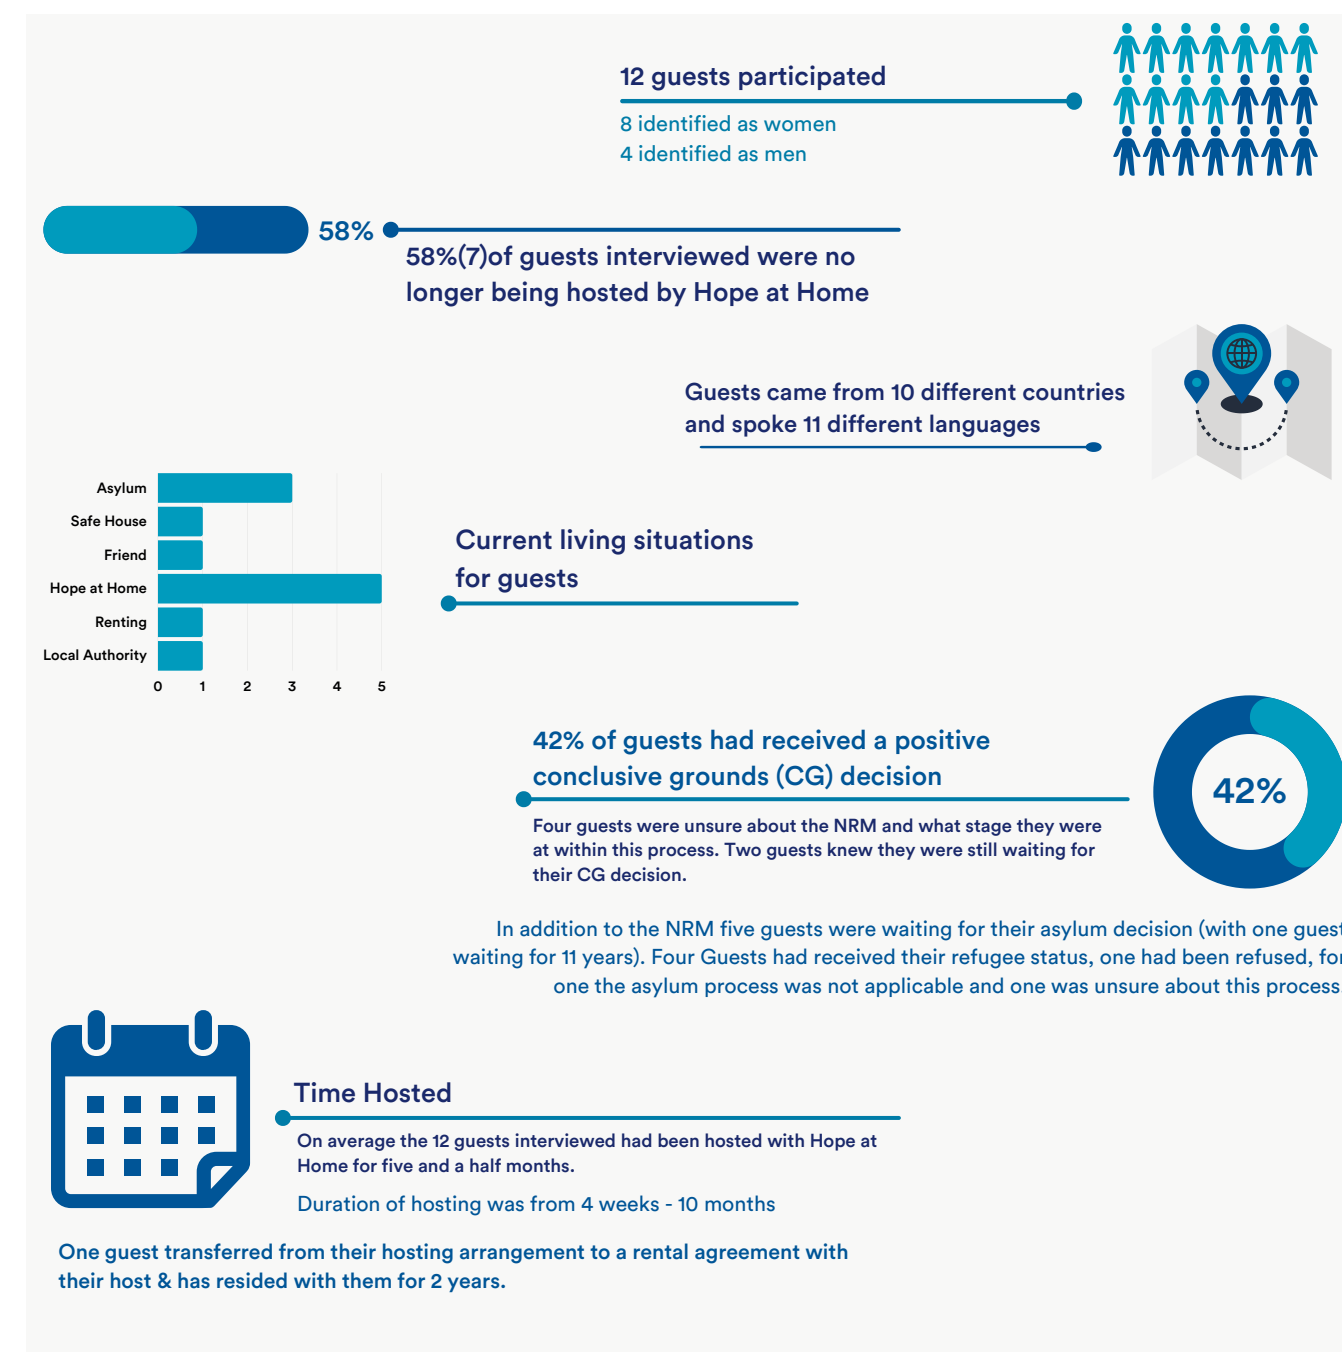 12 guests participated
8 identified as women
4 identified as men
58%
58%(7)of guests interviewed were no
longer being hosted by Hope at Home
Guests came from 10 different countries
and spoke 11 different languages
Asylum
Safe House
Friend
Hope at Home
Renting
Local Authority
0 1 2 3 4 5
Current living situations
for guests
42% of guests had received a positive
conclusive grounds (CG) decision
42%
Four guests were unsure about the NRM and what stage they were
at within this process. Two guests knew they were still waiting for
their CG decision.
In addition to the NRM five guests were waiting for their asylum decision (with one guest
waiting for 11 years). Four Guests had received their refugee status, one had been refused, for
one the asylum process was not applicable and one was unsure about this process.
Time Hosted
On average the 12 guests interviewed had been hosted with Hope at
Home for five and a half months.
Duration of hosting was from 4 weeks - 10 months
One guest transferred from their hosting arrangement to a rental agreement with
their host & has resided with them for 2 years.